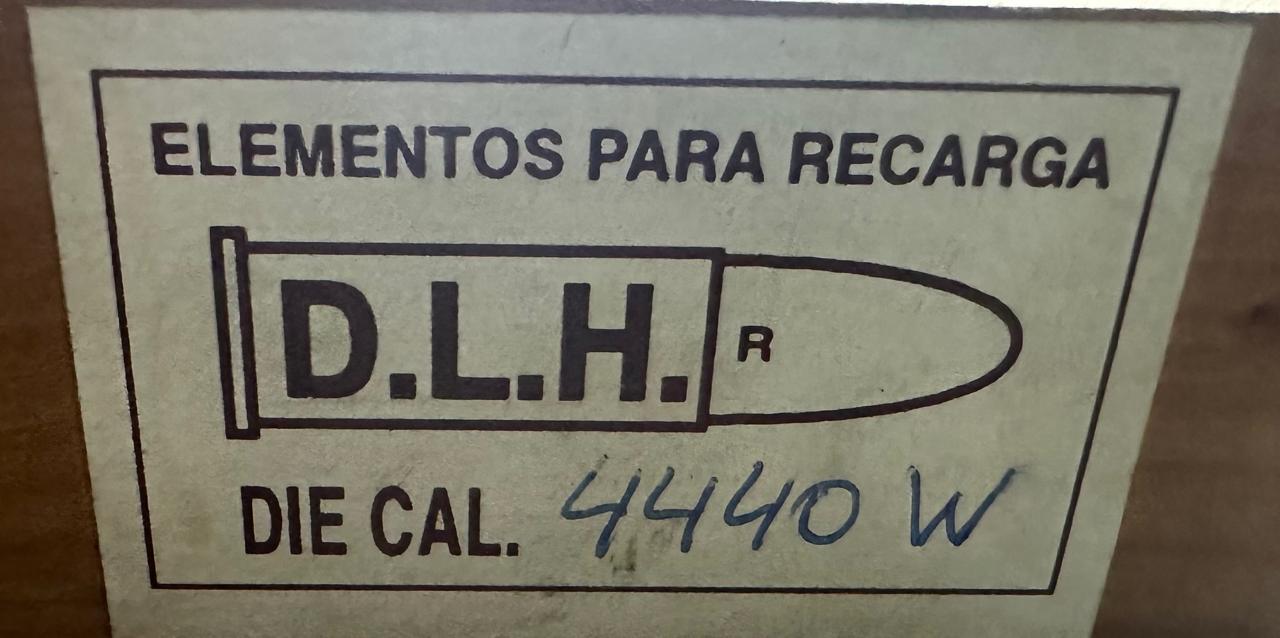 ELEMENTOS PARA RECARGA
D.L.H. R
DIE CAL. 4440 W